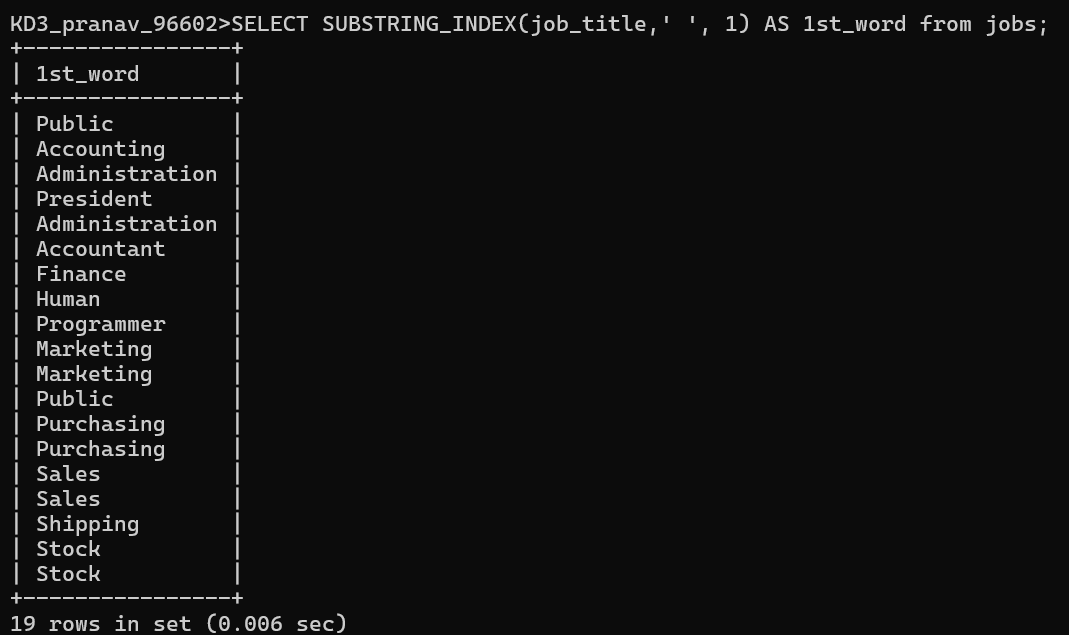 KD3_pranav_96602>SELECT SUBSTRING_INDEX(job_title,' ', 1) AS 1st_word from jobs;
+----------------+
| 1st_word       |
+----------------+
| Public         |
| Accounting     |
| Administration |
| President      |
| Administration |
| Accountant     |
| Finance        |
| Human          |
| Programmer     |
| Marketing      |
| Marketing      |
| Public         |
| Purchasing     |
| Purchasing     |
| Sales          |
| Sales          |
| Shipping       |
| Stock          |
| Stock          |
+----------------+
19 rows in set (0.006 sec)